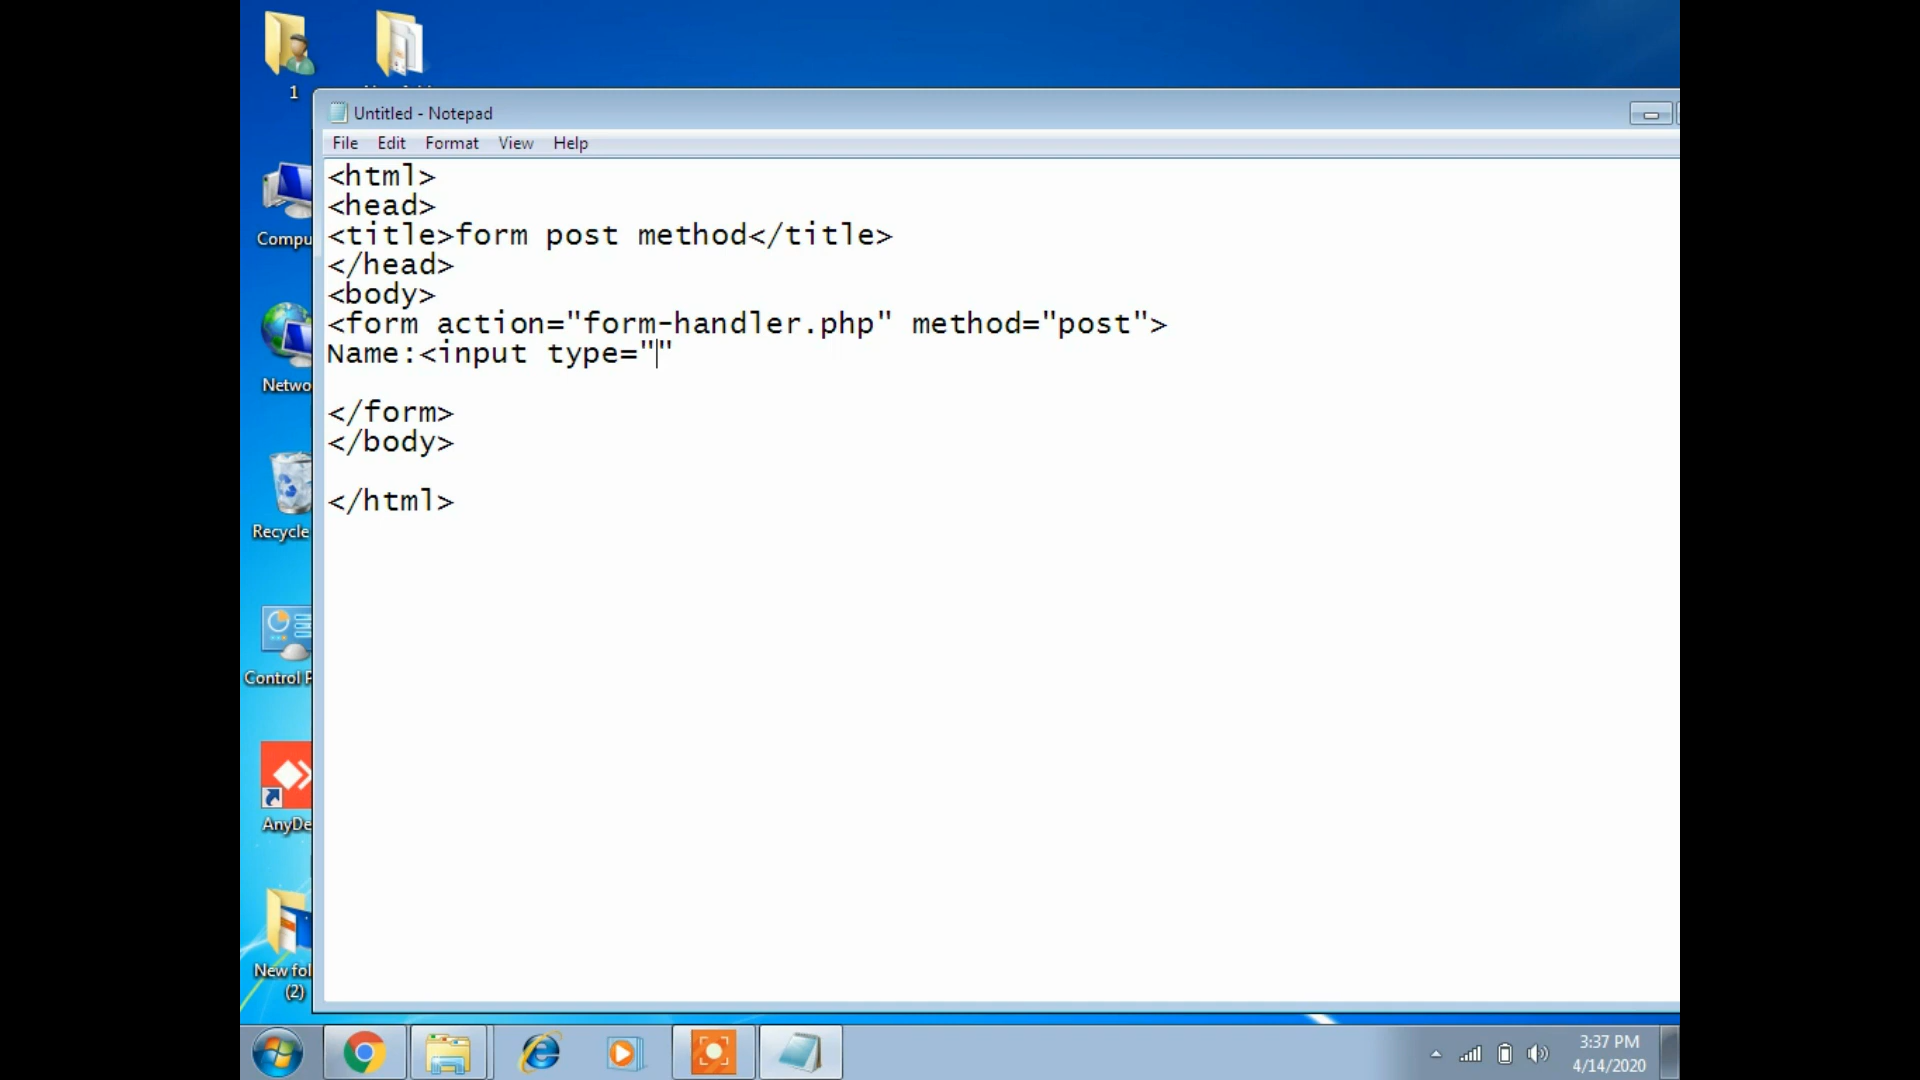 1
Untitled - Notepad
File Edit Format View Help
<html>
<head>
<title>form post method</title>
</head>
<body>
<form action="form-handler.php" method="post">
Name:<input type=""
</form>
</body>
</html>
Compu
Netwo
Recycle
Control P
AnyDe
New fol
(2)
3:37 PM
4/14/2020